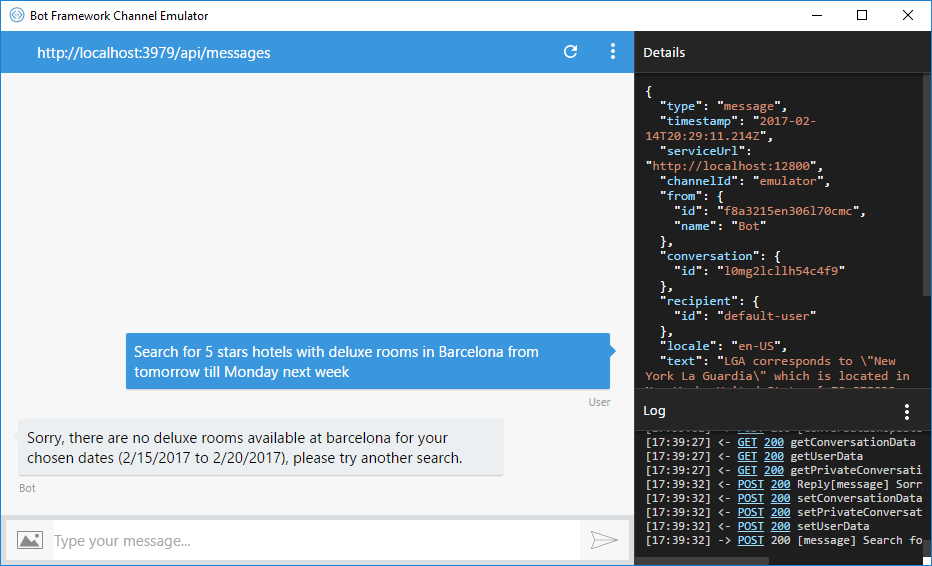 Bot Framework Channel Emulator
http://localhost:3979/api/messages
Search for 5 stars hotels with deluxe rooms in Barcelona from
tomorrow till Monday next week
User
Sorry, there are no deluxe rooms available at barcelona for your
chosen dates (2/15/2017 to 2/20/2017), please try another search.
Bot
Type your message...
Details
{
"type": "message",
"timestamp": "2017-02-
14T20:29:11.214Z",
"serviceUrl":
"http://localhost:12800",
"channelId": "emulator",
"from": {
"id": "f8a3215en306l70cmc",
"name": "Bot"
},
"conversation": {
"id": "l0mg2lcllh54c4f9"
},
"recipient": {
"id": "default-user"
},
"locale": "en-US",
"text": "LGA corresponds to \"New
York La Guardia\" which is located in
Log
[17:39:27] <- GET 200 getConversationData
[17:39:27] <- GET 200 getUserData
[17:39:27] <- GET 200 getPrivateConversati
[17:39:32] <- POST 200 Reply[message] Sorr
[17:39:32] <- POST 200 setConversationData
[17:39:32] <- POST 200 setPrivateConversat
[17:39:32] <- POST 200 setUserData
[17:39:32] -> POST 200 [message] Search fo